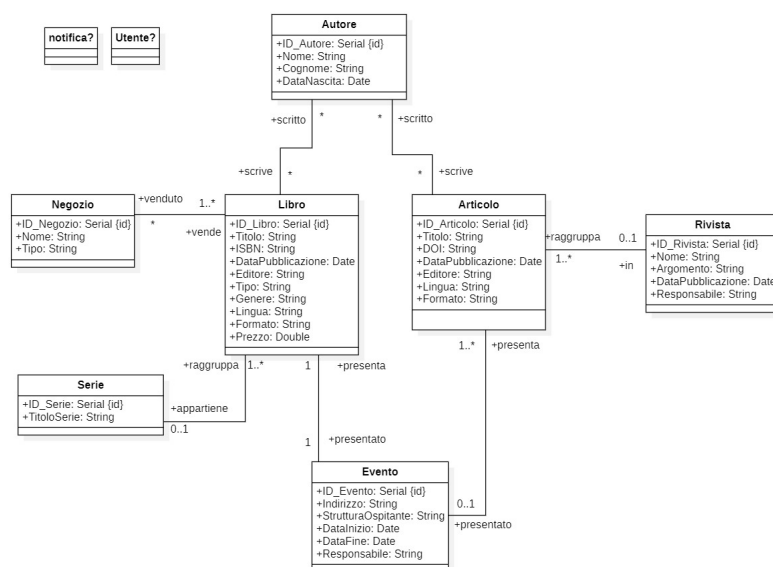 notifica?
Utente?
Autore
+ID_Autore: Serial {id}
+Nome: String
+Cognome: String
+DataNascita: Date
+scritto
*
*
+scritto
+scrive
*
*
+scrive
Negozio
+ID_Negozio: Serial {id}
+Nome: String
+Tipo: String
+venduto
1..*
*
+vende
Libro
+ID_Libro: Serial {id}
+Titolo: String
+ISBN: String
+DataPubblicazione: Date
+Editore: String
+Tipo: String
+Genere: String
+Lingua: String
+Formato: String
+Prezzo: Double
Articolo
+ID_Articolo: Serial {id}
+Titolo: String
+DOI: String
+DataPubblicazione: Date
+Editore: String
+Lingua: String
+Formato: String
+raggruppa
0..1
1..*
+in
Rivista
+ID_Rivista: Serial {id}
+Nome: String
+Argomento: String
+DataPubblicazione: Date
+Responsabile: String
+raggruppa
1..*
1
+presenta
1..*
+presenta
Serie
+ID_Serie: Serial {id}
+TitoloSerie: String
+appartiene
0..1
1
+presentato
Evento
+ID_Evento: Serial {id}
+Indirizzo: String
+StrutturaOspitante: String
+DataInizio: Date
+DataFine: Date
+Responsabile: String
0..1
+presentato